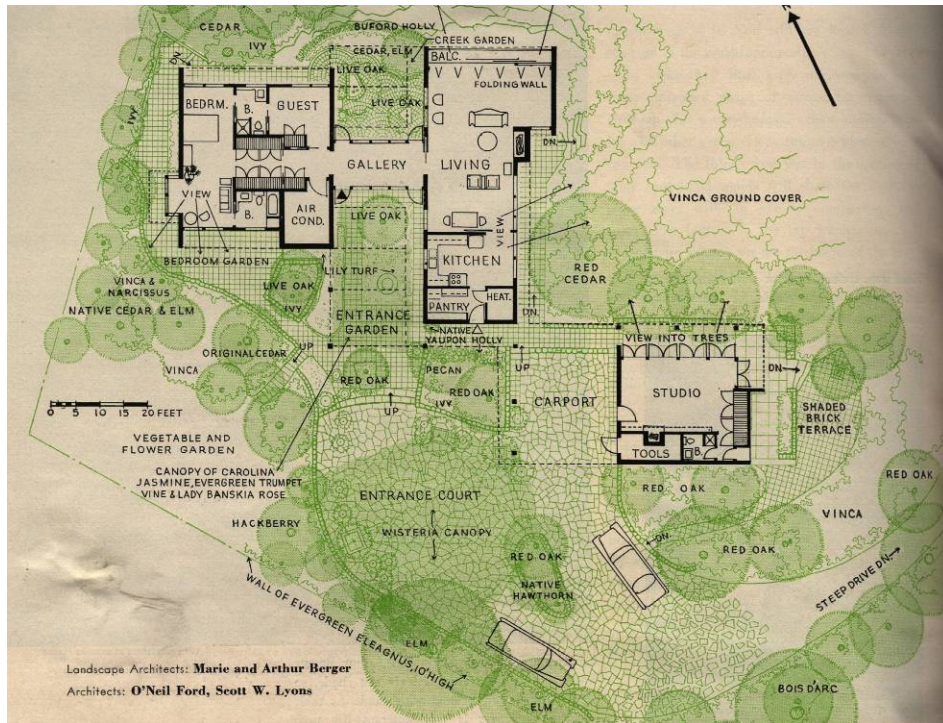 CEDAR
IVY
DN.
BUFORD HOLLY
CREEK GARDEN
CEDAR, ELM
LIVE OAK
BALC.
FOLDING WALL
IVY
BEDRM.
B.
GUEST
LIVE OAK
GALLERY
LIVING
DN.
VIEW
B.
AIR
COND.
LIVE OAK
VIEW
VINCA GROUND COVER
BEDROOM GARDEN
LILY TURF
KITCHEN
RED
CEDAR
VINCA &
NARCISSUS
NATIVE CEDAR & ELM
LIVE OAK
IVY
PANTRY
HEAT.
DN.
ENTRANCE
GARDEN
NATIVE
YAUPON HOLLY
VIEW INTO TREES
ORIGINAL CEDAR
UP
VINCA
RED OAK
PECAN
RED OAK
IVY
UP
UP
CARPORT
STUDIO
DN.
SHADED
BRICK
TERRACE
0 5 10 15 20 FEET
VEGETABLE AND
FLOWER GARDEN
TOOLS
B.
CANOPY OF CAROLINA
JASMINE, EVERGREEN TRUMPET
VINE & LADY BANSKIA ROSE
ENTRANCE COURT
RED OAK
RED OAK
HACKBERRY
WISTERIA CANOPY
VINCA
DN.
RED OAK
RED OAK
NATIVE
HAWTHORN
STEEP DRIVE DN.
WALL OF EVERGREEN ELEAGNUS, 10' HIGH
ELM
ELM
BOIS D'ARC
Landscape Architects: Marie and Arthur Berger
Architects: O'Neil Ford, Scott W. Lyons